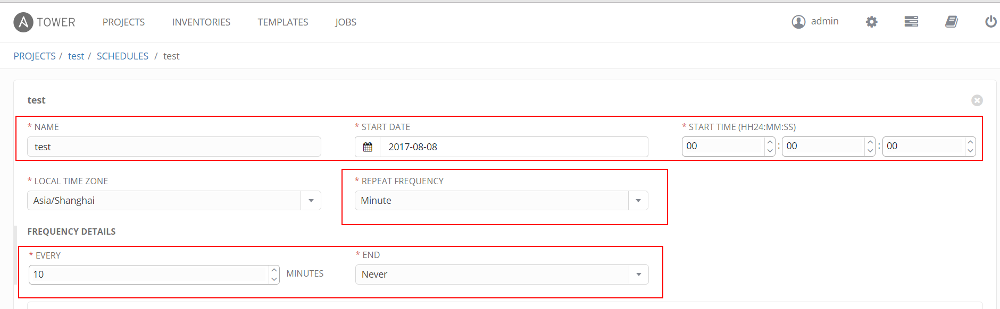 TOWER PROJECTS INVENTORIES TEMPLATES JOBS admin
PROJECTS / test / SCHEDULES / test
test
* NAME * START DATE * START TIME (HH24:MM:SS)
test 2017-08-08 00 : 00 : 00
* LOCAL TIME ZONE * REPEAT FREQUENCY
Asia/Shanghai Minute
FREQUENCY DETAILS
* EVERY * END
10 MINUTES Never